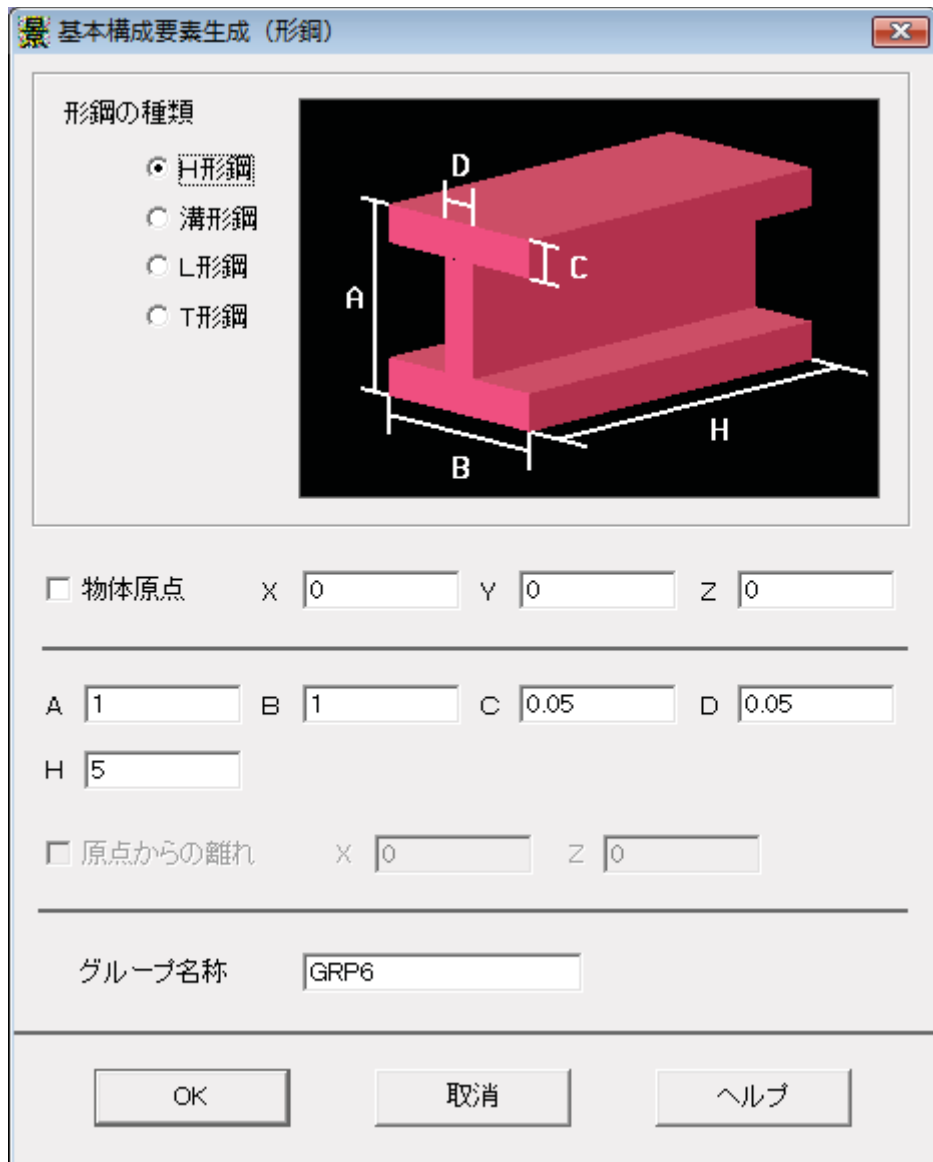 景 基本構成要素生成（形鋼）
形鋼の種類
H形鋼
溝形鋼
L形鋼
T形鋼
D
C
A
H
B
物体原点 X 0 Y 0 Z 0
A 1 B 1 C 0.05 D 0.05
H 5
原点からの離れ X 0 Z 0
グループ名称 GRP6
OK 取消 ヘルプ